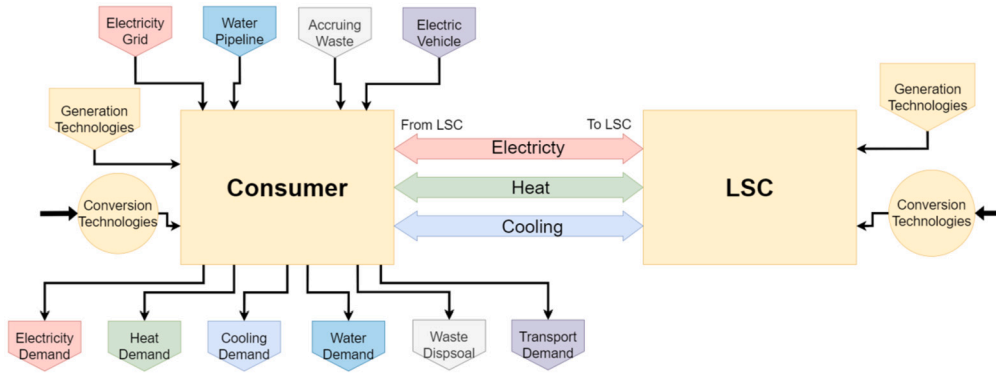 Electricity
Grid
Water
Pipeline
Accruing
Waste
Electric
Vehicle
Generation
Technologies
Generation
Technologies
From LSC
To LSC
Electricty
Consumer
Heat
LSC
Conversion
Technologies
Cooling
Conversion
Technologies
Electricity
Demand
Heat
Demand
Cooling
Demand
Water
Demand
Waste
Dispsoal
Transport
Demand